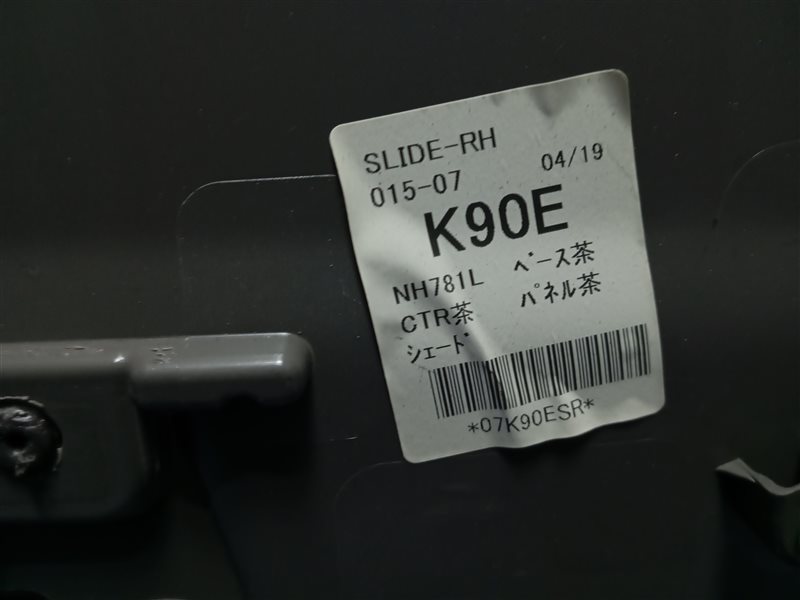 SLIDE-RH
015-07 04/19
K90E
NH781L ベース茶
CTR茶 パネル茶
シェード
*07K90ESR*